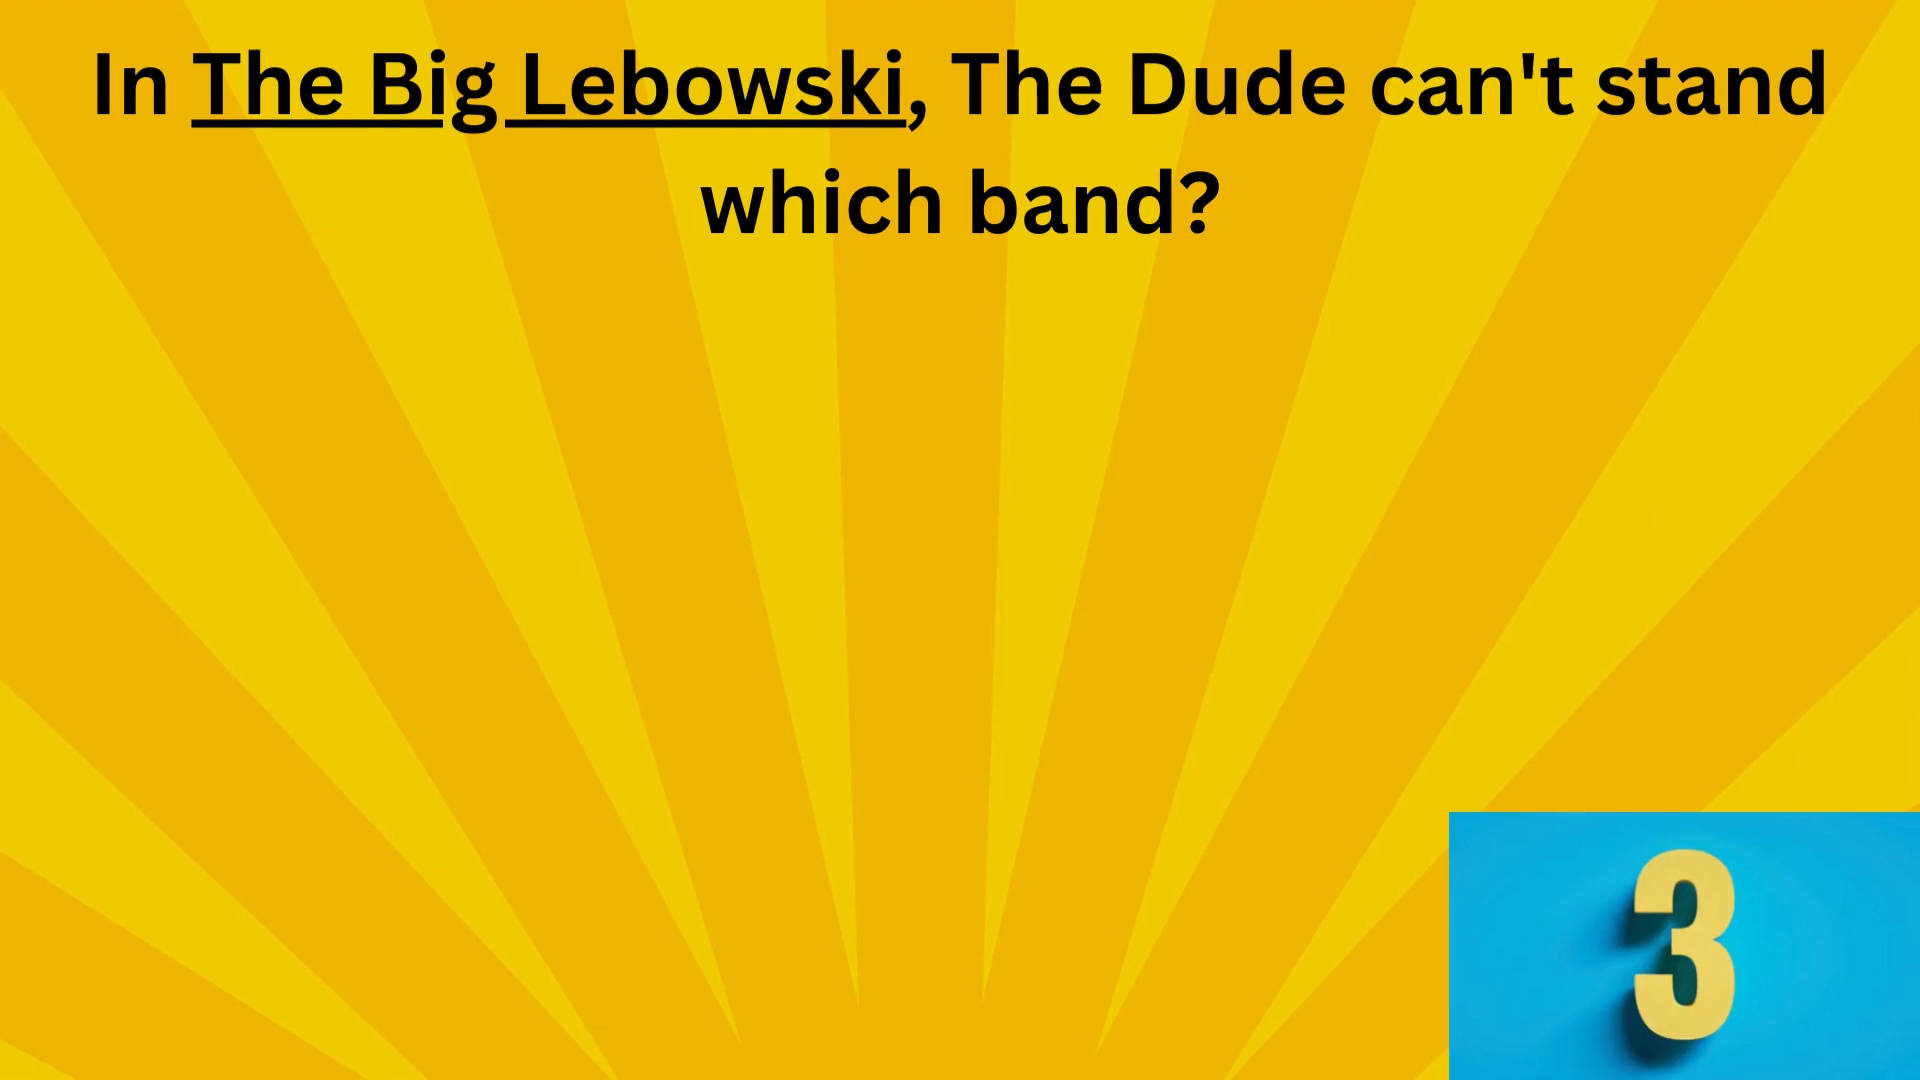 In The Big Lebowski, The Dude can't stand
which band?
3